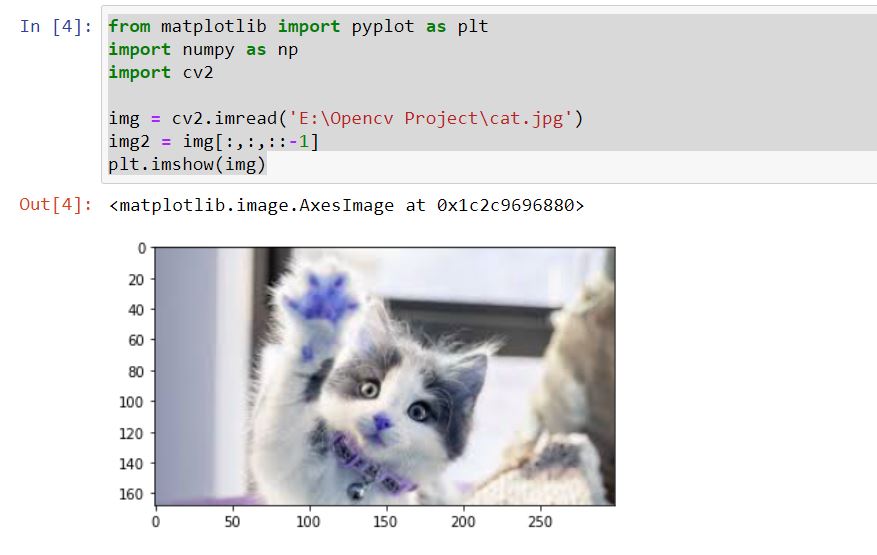 In [4]: from matplotlib import pyplot as plt
import numpy as np
import cv2
img = cv2.imread('E:\Opencv Project\cat.jpg')
img2 = img[:,:,::-1]
plt.imshow(img)
Out[4]: <matplotlib.image.AxesImage at 0x1c2c9696880>
0
20
40
60
80
100
120
140
160
0 50 100 150 200 250